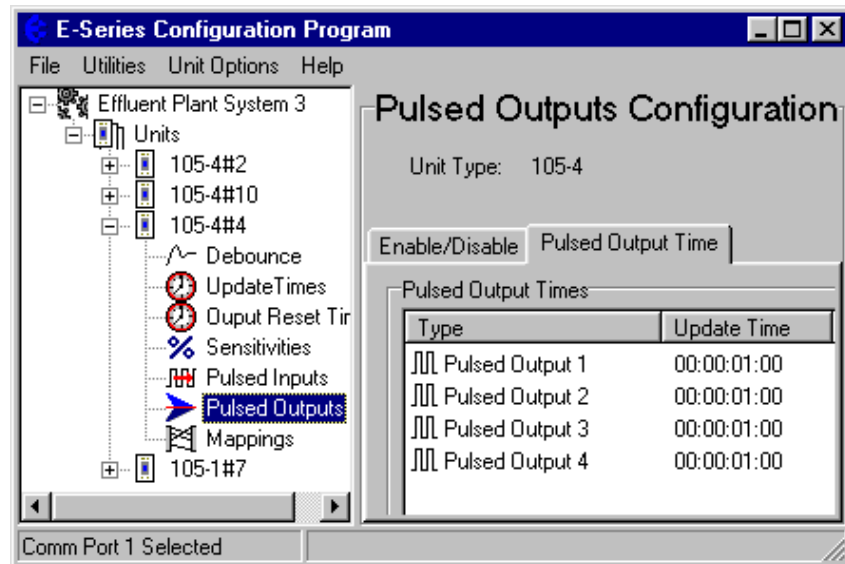 E-Series Configuration Program
File Utilities Unit Options Help
Effluent Plant System 3
Units
105-4#2
105-4#10
105-4#4
Debounce
UpdateTimes
Ouput Reset Tir
Sensitivities
Pulsed Inputs
Pulsed Outputs
Mappings
105-1#7
Pulsed Outputs Configuration
Unit Type: 105-4
Enable/Disable Pulsed Output Time
Pulsed Output Times
Type Update Time
Pulsed Output 1 00:00:01:00
Pulsed Output 2 00:00:01:00
Pulsed Output 3 00:00:01:00
Pulsed Output 4 00:00:01:00
Comm Port 1 Selected